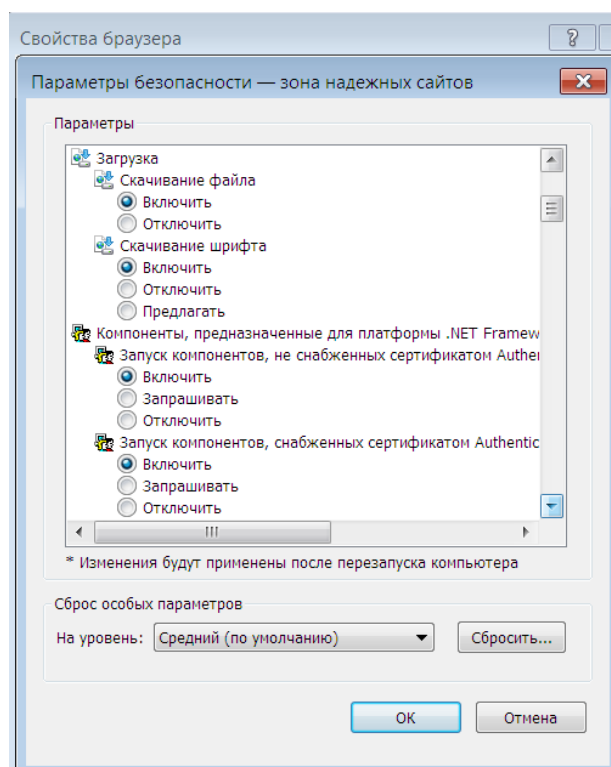 Свойства браузера
Параметры безопасности — зона надежных сайтов
Параметры
Загрузка
Скачивание файла
Включить
Отключить
Скачивание шрифта
Включить
Отключить
Предлагать
Компоненты, предназначенные для платформы .NET Framew
Запуск компонентов, не снабженных сертификатом Authen
Включить
Запрашивать
Отключить
Запуск компонентов, снабженных сертификатом Authentic
Включить
Запрашивать
Отключить
* Изменения будут применены после перезапуска компьютера
Сброс особых параметров
На уровень: Средний (по умолчанию) Сбросить...
ОК Отмена